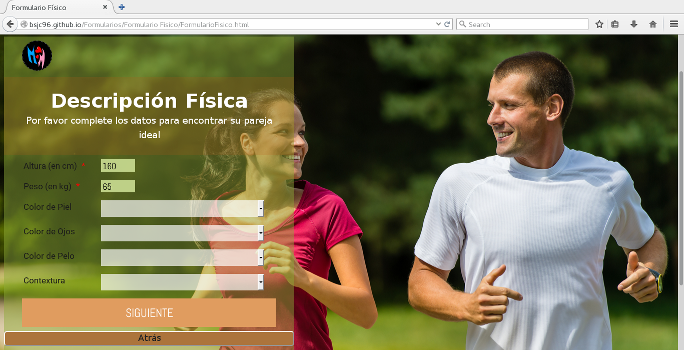 Formulario Físico
bsjc96.github.io/Formularios/Formulario Fisico/FormularioFisico.html
Search
Descripción Física
Por favor complete los datos para encontrar su pareja
ideal
Altura (en cm) 160
Peso (en kg) * 65
Color de Piel
Color de Ojos
Color de Pelo
Contextura
SIGUIENTE
Atrás